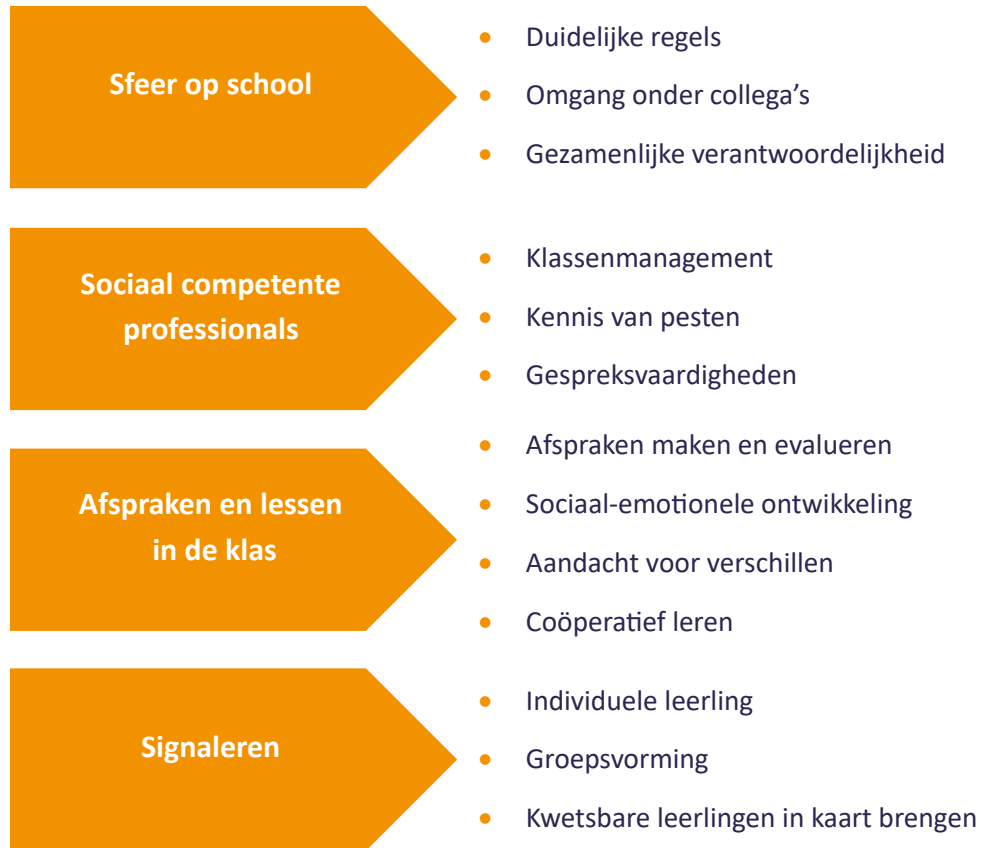 Sfeer op school
• Duidelijke regels
• Omgang onder collega’s
• Gezamenlijke verantwoordelijkheid
Sociaal competente
professionals
• Klassenmanagement
• Kennis van pesten
• Gespreksvaardigheden
Afspraken en lessen
in de klas
• Afspraken maken en evalueren
• Sociaal-emotionele ontwikkeling
• Aandacht voor verschillen
• Coöperatief leren
Signaleren
• Individuele leerling
• Groepsvorming
• Kwetsbare leerlingen in kaart brengen